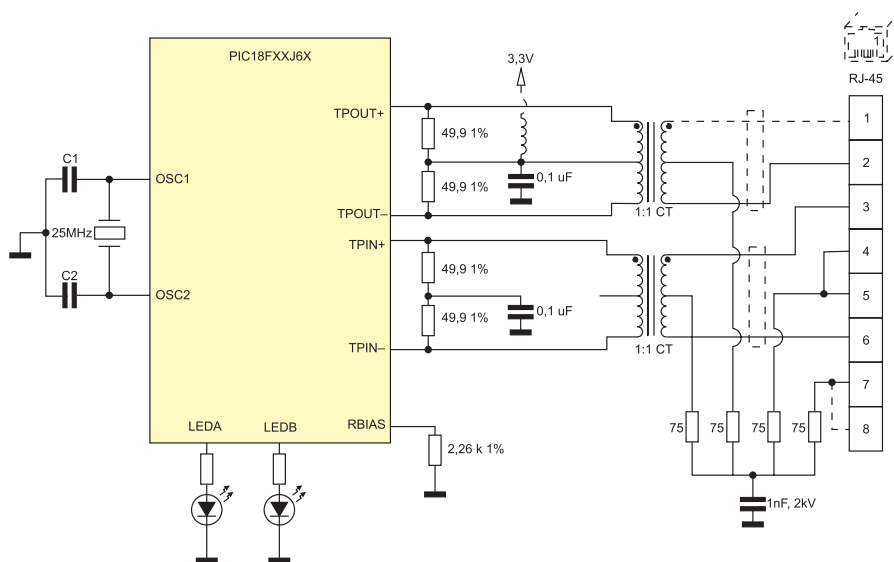 1
RJ-45
PIC18FXXJ6X
3,3V
TPOUT+
49,9 1%
49,9 1%
0,1 uF
TPOUT–
1:1 CT
C1
OSC1
25MHz
C2
OSC2
TPIN+
49,9 1%
49,9 1%
0,1 uF
TPIN–
1:1 CT
1
2
3
4
5
6
7
8
LEDA
LEDB
RBIAS
2,26 k 1%
75
75
75
75
1nF, 2kV